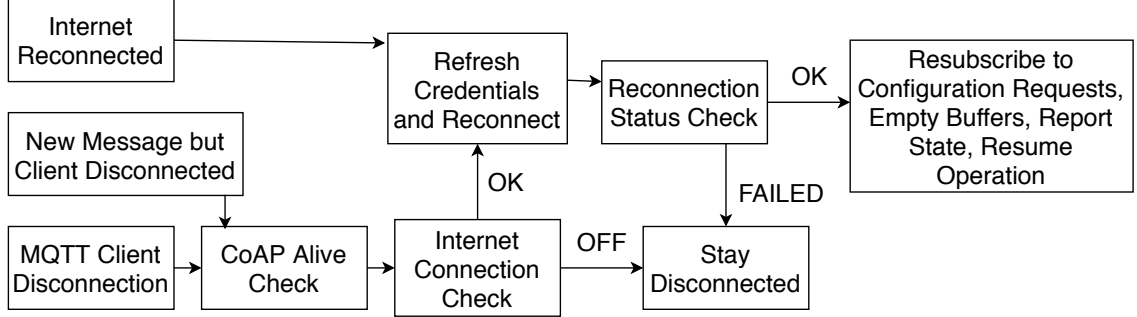 Internet
Reconnected
Refresh
Credentials
and Reconnect
Reconnection
Status Check
OK
Resubscribe to
Configuration Requests,
Empty Buffers, Report
State, Resume
Operation
New Message but
Client Disconnected
OK
FAILED
MQTT Client
Disconnection
CoAP Alive
Check
Internet
Connection
Check
OFF
Stay
Disconnected